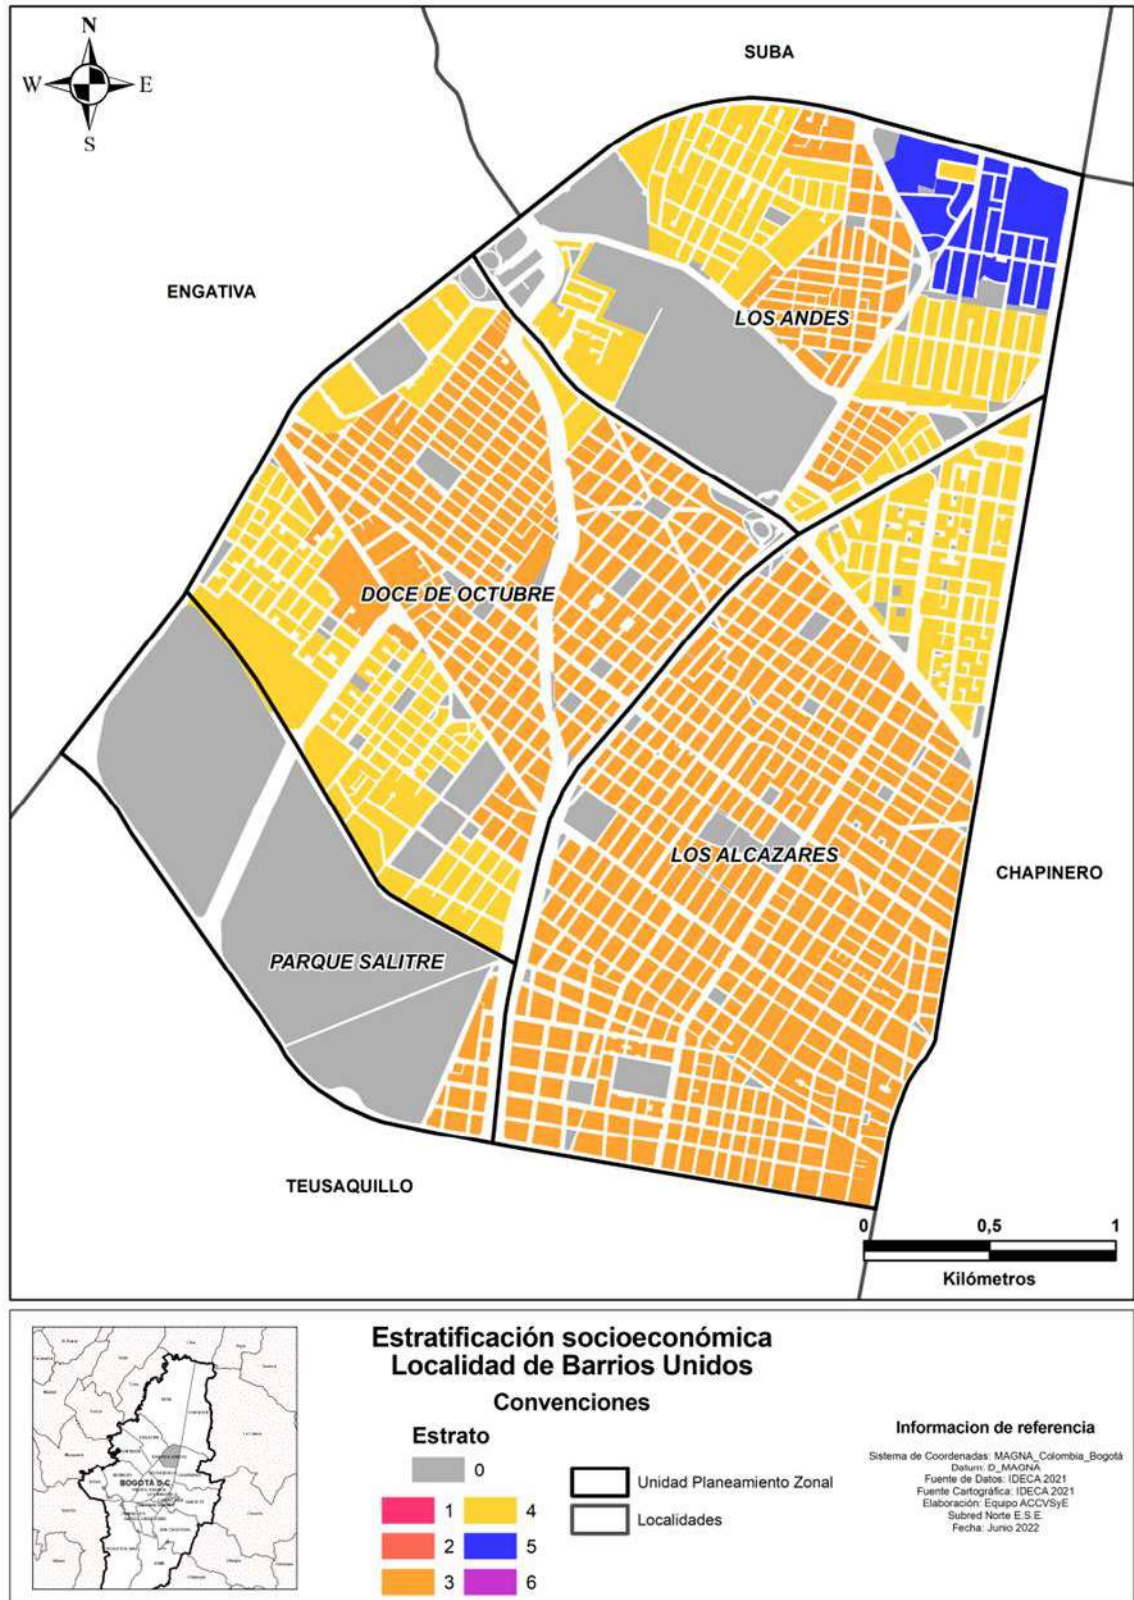 N
W E
S
SUBA
ENGATIVA
LOS ANDES
DOCE DE OCTUBRE
LOS ALCAZARES
CHAPINERO
PARQUE SALITRE
TEUSAQUILLO
0 0,5 1
Kilómetros
Estratificación socioeconómica
Localidad de Barrios Unidos
Convenciones
Estrato
0
1 4
2 5
3 6
Unidad Planeamiento Zonal
Localidades
Informacion de referencia
Sistema de Coordenadas: MAGNA_Colombia_Bogotá
Datum: D_MAGNA
Fuente de Datos: IDECA 2021
Fuente Cartográfica: IDECA 2021
Elaboración: Equipo ACCVSyE
Subred Norte E.S.E.
Fecha: Junio 2022
BOGOTÁ D.C.